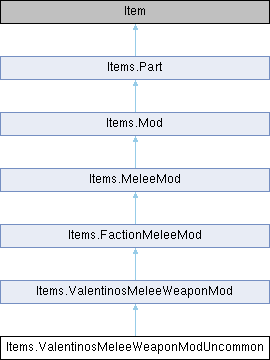 Item
Items.Part
Items.Mod
Items.MeleeMod
Items.FactionMeleeMod
Items.ValentinosMeleeWeaponMod
Items.ValentinosMeleeWeaponModUncommon